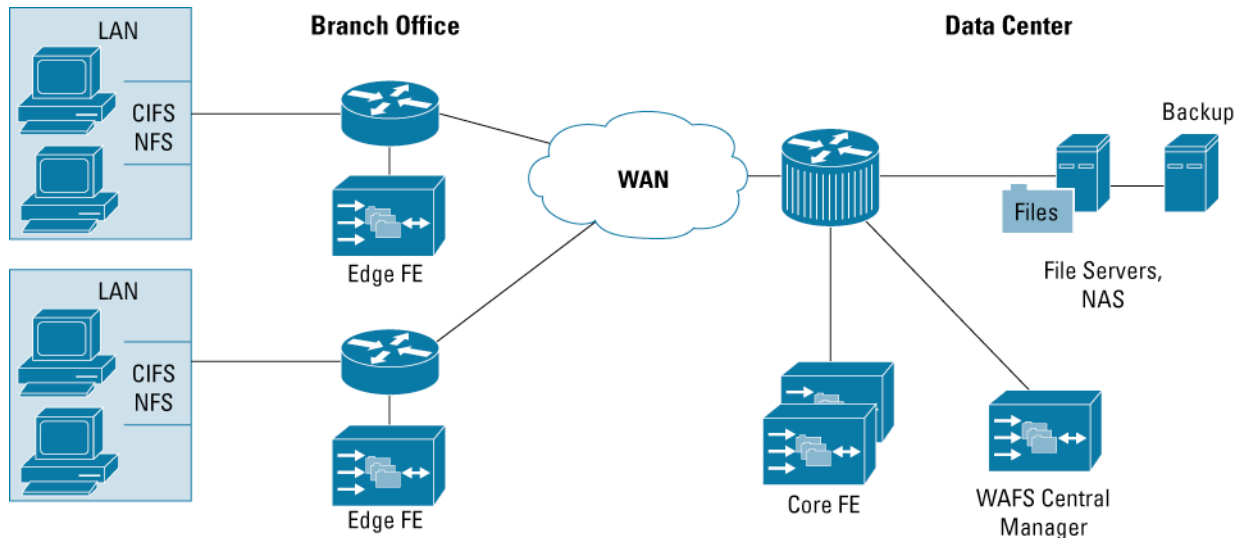 Branch Office
Data Center
LAN
CIFS
NFS
Edge FE
WAN
Backup
Files
File Servers,
NAS
LAN
CIFS
NFS
Edge FE
Core FE
WAFS Central
Manager